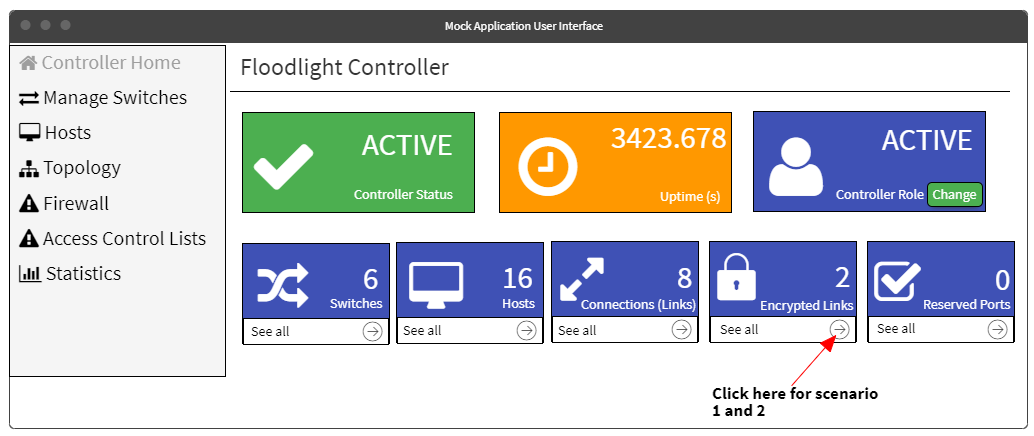 Mock Application User Interface
Controller Home
Manage Switches
Hosts
Topology
Firewall
Access Control Lists
Statistics
Floodlight Controller
ACTIVE
Controller Status
3423.678
Uptime (s)
ACTIVE
Controller Role Change
6
Switches
See all
16
Hosts
See all
8
Connections (Links)
See all
2
Encrypted Links
See all
0
Reserved Ports
See all
Click here for scenario
1 and 2